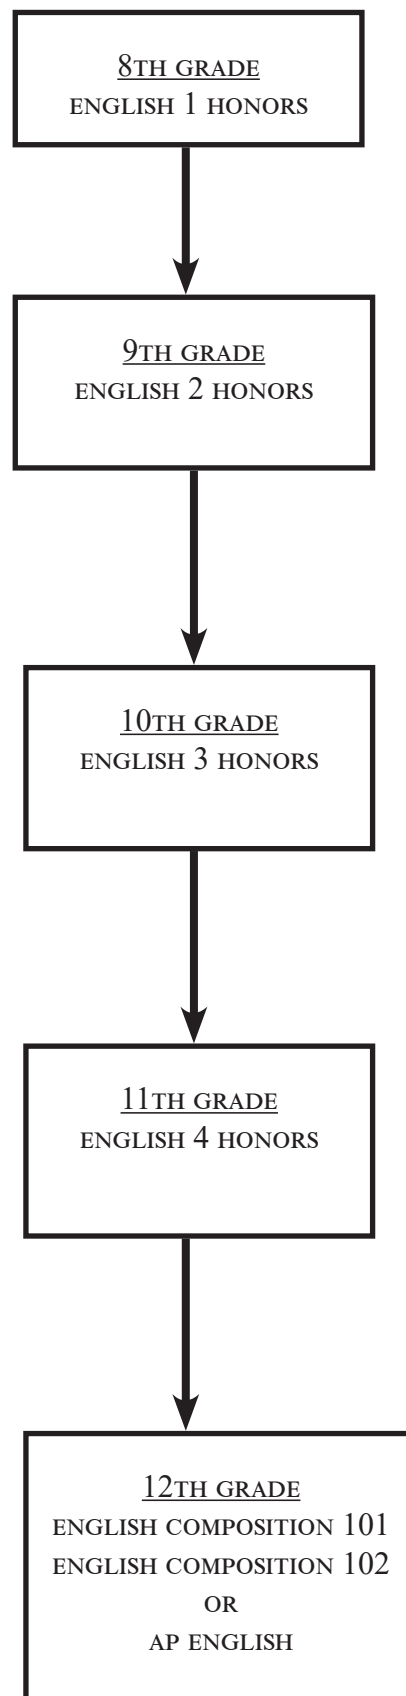 8TH GRADE
ENGLISH 1 HONORS
9TH GRADE
ENGLISH 2 HONORS
10TH GRADE
ENGLISH 3 HONORS
11TH GRADE
ENGLISH 4 HONORS
12TH GRADE
ENGLISH COMPOSITION 101
ENGLISH COMPOSITION 102
OR
AP ENGLISH